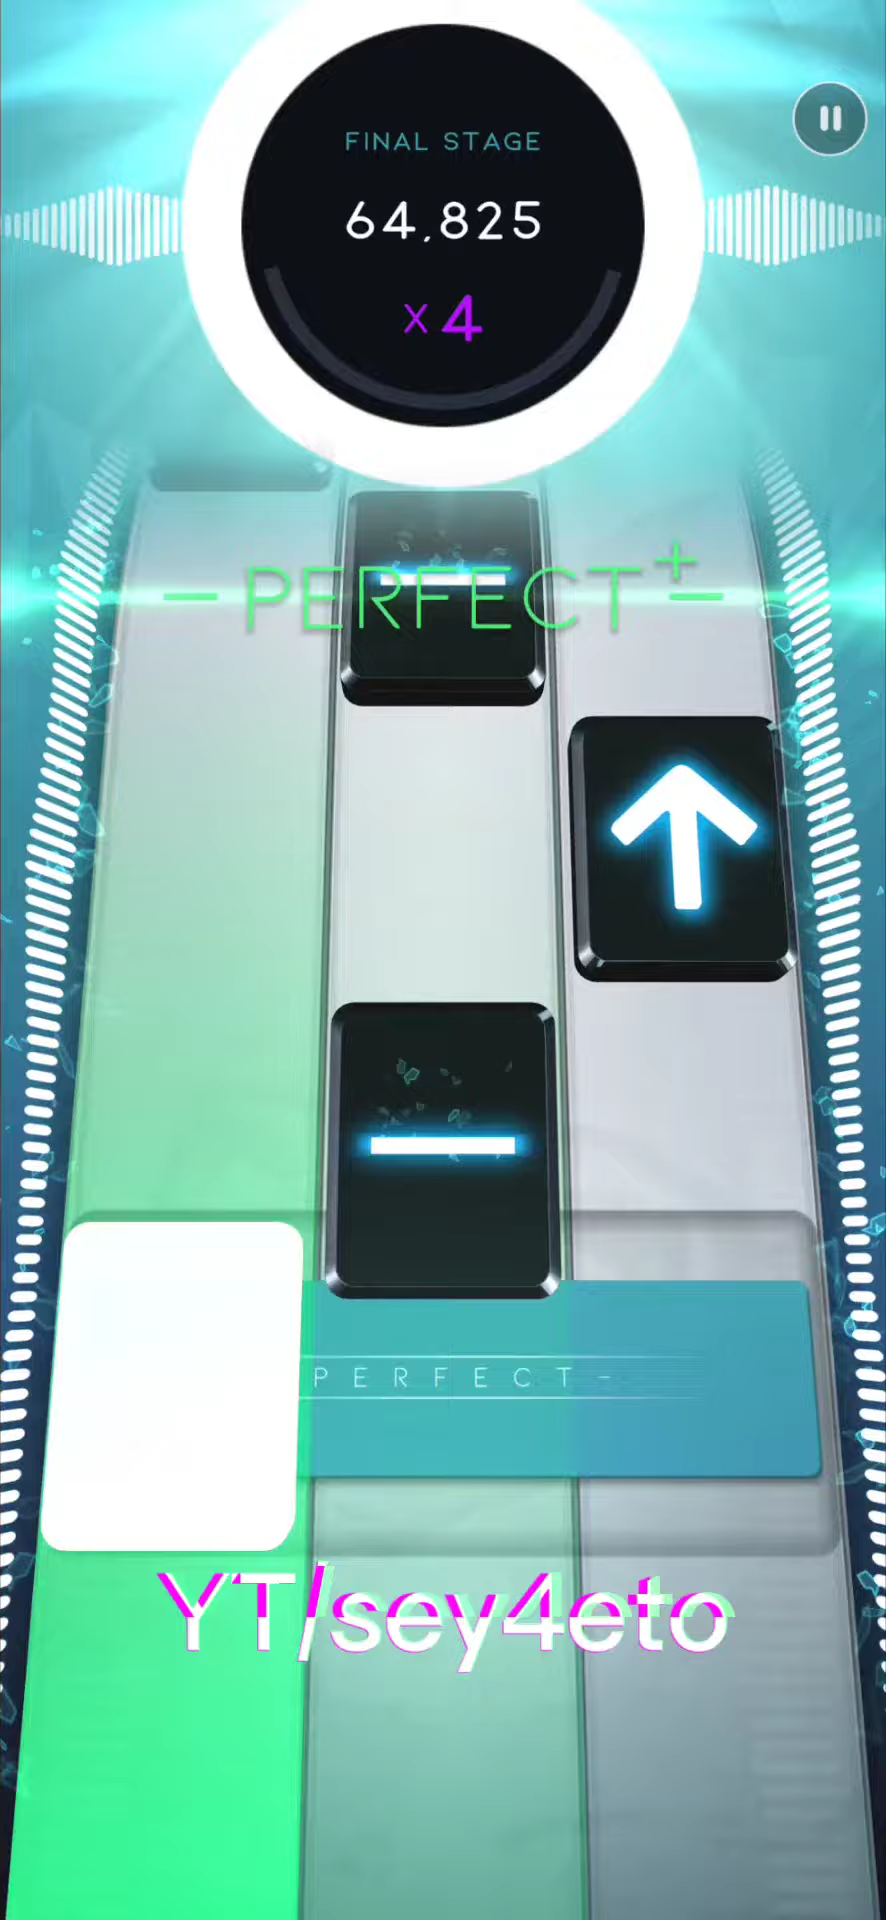 FINAL STAGE
64,825
x4
PERFECT+
PERFECT-
YT/sey4eto